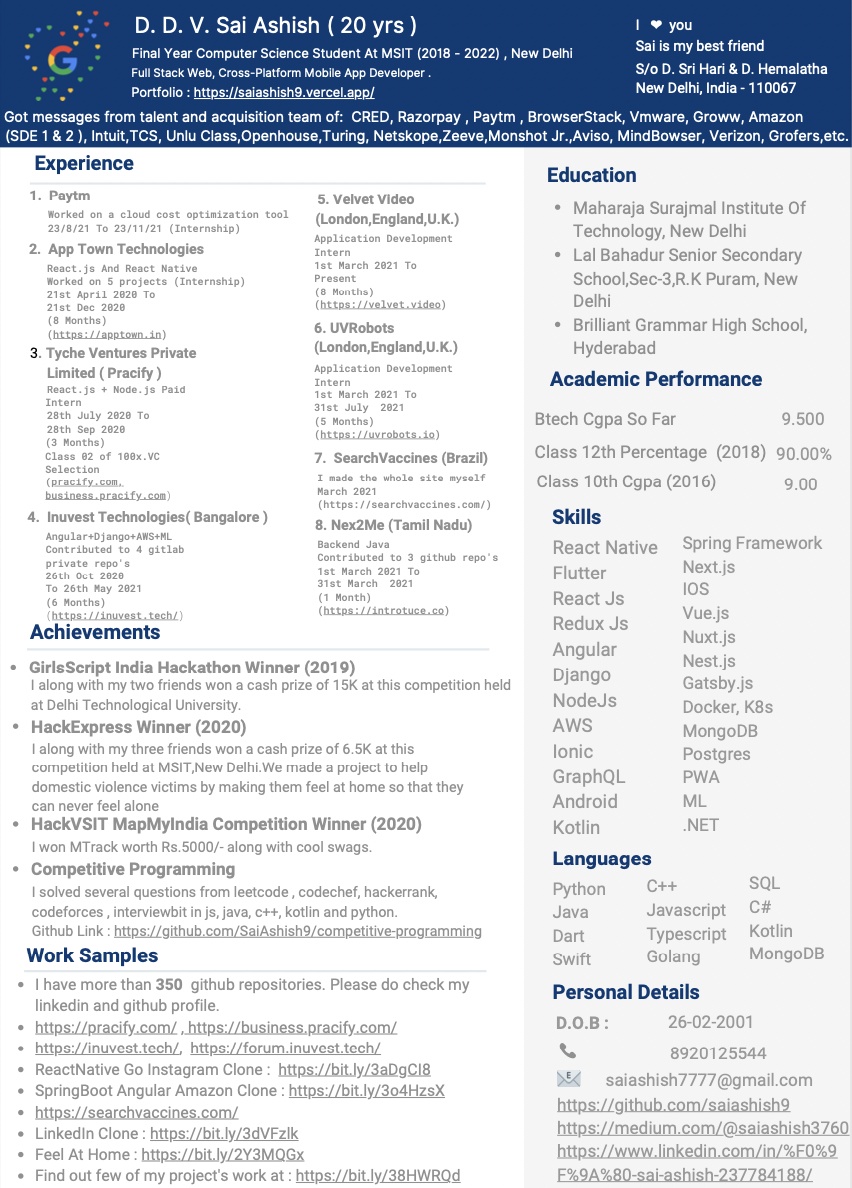 D. D. V. Sai Ashish ( 20 yrs )
Final Year Computer Science Student At MSIT (2018 - 2022) , New Delhi
Full Stack Web, Cross-Platform Mobile App Developer .
Portfolio : https://saiashish9.vercel.app/
I ❤ you
Sai is my best friend
S/o D. Sri Hari & D. Hemalatha
New Delhi, India - 110067
Got messages from talent and acquisition team of: CRED, Razorpay , Paytm , BrowserStack, Vmware, Groww, Amazon
(SDE 1 & 2 ), Intuit,TCS, Unlu Class,Openhouse,Turing, Netskope,Zeeve,Monshot Jr.,Aviso, MindBowser, Verizon, Grofers,etc.
Experience
1. Paytm
Worked on a cloud cost optimization tool
23/8/21 To 23/11/21 (Internship)
2. App Town Technologies
React.js And React Native
Worked on 5 projects (Internship)
21st April 2020 To
21st Dec 2020
(8 Months)
(https://apptown.in)
3. Tyche Ventures Private
Limited ( Pracify )
React.js + Node.js Paid
Intern
28th July 2020 To
28th Sep 2020
(3 Months)
Class 02 of 100x.VC
Selection
(pracify.com,
business.pracify.com)
4. Inuvest Technologies( Bangalore )
Angular+Django+AWS+ML
Contributed to 4 gitlab
private repo's
26th Oct 2020
To 26th May 2021
(6 Months)
(https://inuvest.tech/)
5. Velvet Video
(London,England,U.K.)
Application Development
Intern
1st March 2021 To
Present
(8 Months)
(https://velvet.video)
6. UVRobots
(London,England,U.K.)
Application Development
Intern
1st March 2021 To
31st July 2021
(5 Months)
(https://uvrobots.io)
7. SearchVaccines (Brazil)
I made the whole site myself
March 2021
(https://searchvaccines.com/)
8. Nex2Me (Tamil Nadu)
Backend Java
Contributed to 3 github repo's
1st March 2021 To
31st March 2021
(1 Month)
(https://introtuce.co)
Achievements
• GirlsScript India Hackathon Winner (2019)
I along with my two friends won a cash prize of 15K at this competition held
at Delhi Technological University.
• HackExpress Winner (2020)
I along with my three friends won a cash prize of 6.5K at this
competition held at MSIT,New Delhi.We made a project to help
domestic violence victims by making them feel at home so that they
can never feel alone
• HackVSIT MapMyIndia Competition Winner (2020)
I won MTrack worth Rs.5000/- along with cool swags.
• Competitive Programming
I solved several questions from leetcode , codechef, hackerrank,
codeforces , interviewbit in js, java, c++, kotlin and python.
Github Link : https://github.com/SaiAshish9/competitive-programming
Work Samples
• I have more than 350 github repositories. Please do check my
linkedin and github profile.
• https://pracify.com/ , https://business.pracify.com/
• https://inuvest.tech/, https://forum.inuvest.tech/
• ReactNative Go Instagram Clone : https://bit.ly/3aDgCI8
• SpringBoot Angular Amazon Clone : https://bit.ly/3o4HzsX
• https://searchvaccines.com/
• LinkedIn Clone : https://bit.ly/3dVFzlk
• Feel At Home : https://bit.ly/2Y3MQGx
• Find out few of my project's work at : https://bit.ly/38HWRQd
Education
• Maharaja Surajmal Institute Of
Technology, New Delhi
• Lal Bahadur Senior Secondary
School,Sec-3,R.K Puram, New
Delhi
• Brilliant Grammar High School,
Hyderabad
Academic Performance
Btech Cgpa So Far 9.500
Class 12th Percentage (2018) 90.00%
Class 10th Cgpa (2016) 9.00
Skills
React Native
Flutter
React Js
Redux Js
Angular
Django
NodeJs
AWS
Ionic
GraphQL
Android
Kotlin
Spring Framework
Next.js
IOS
Vue.js
Nuxt.js
Nest.js
Gatsby.js
Docker, K8s
MongoDB
Postgres
PWA
ML
.NET
Languages
Python
Java
Dart
Swift
C++
Javascript
Typescript
Golang
SQL
C#
Kotlin
MongoDB
Personal Details
D.O.B : 26-02-2001
8920125544
E saiashish7777@gmail.com
https://github.com/saiashish9
https://medium.com/@saiashish3760
https://www.linkedin.com/in/%F0%9
F%9A%80-sai-ashish-237784188/